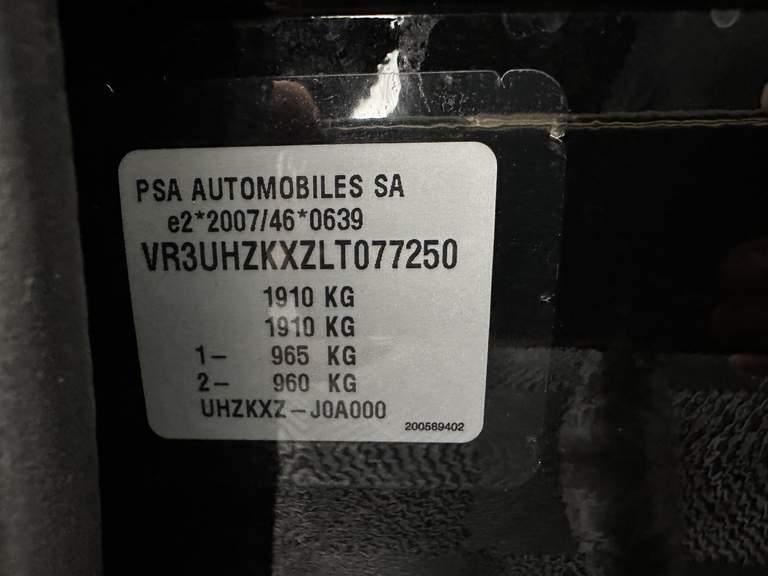 PSA AUTOMOBILES SA
e2*2007/46*0639
VR3UHZKXZLT077250
1910 KG
1910 KG
1- 965 KG
2- 960 KG
UHZKXZ-J0A000
200589402